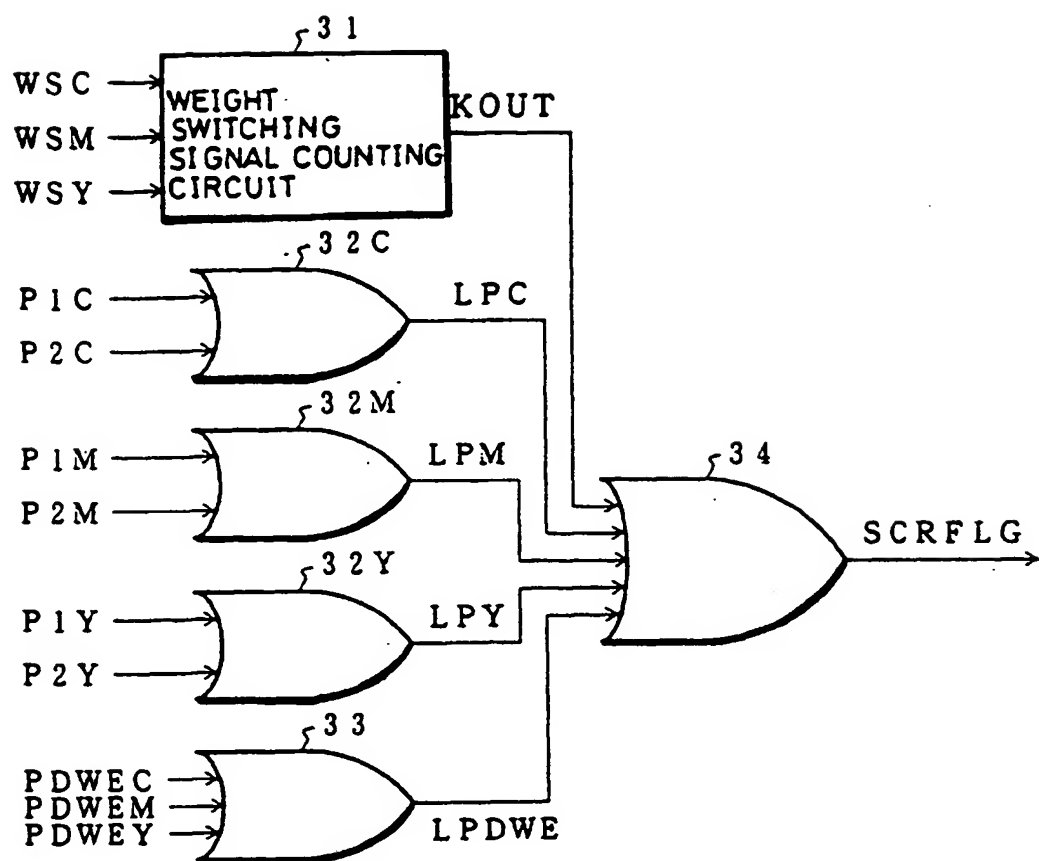 31
WSC
WSM
WSY
WEIGHT
SWITCHING
SIGNAL COUNTING
CIRCUIT
KOUT
32C
P1C
P2C
LPC
32M
P1M
P2M
LPM
34
SCRFLG
32Y
P1Y
P2Y
LPY
33
PDWEC
PDWEM
PDWEY
LPDWE